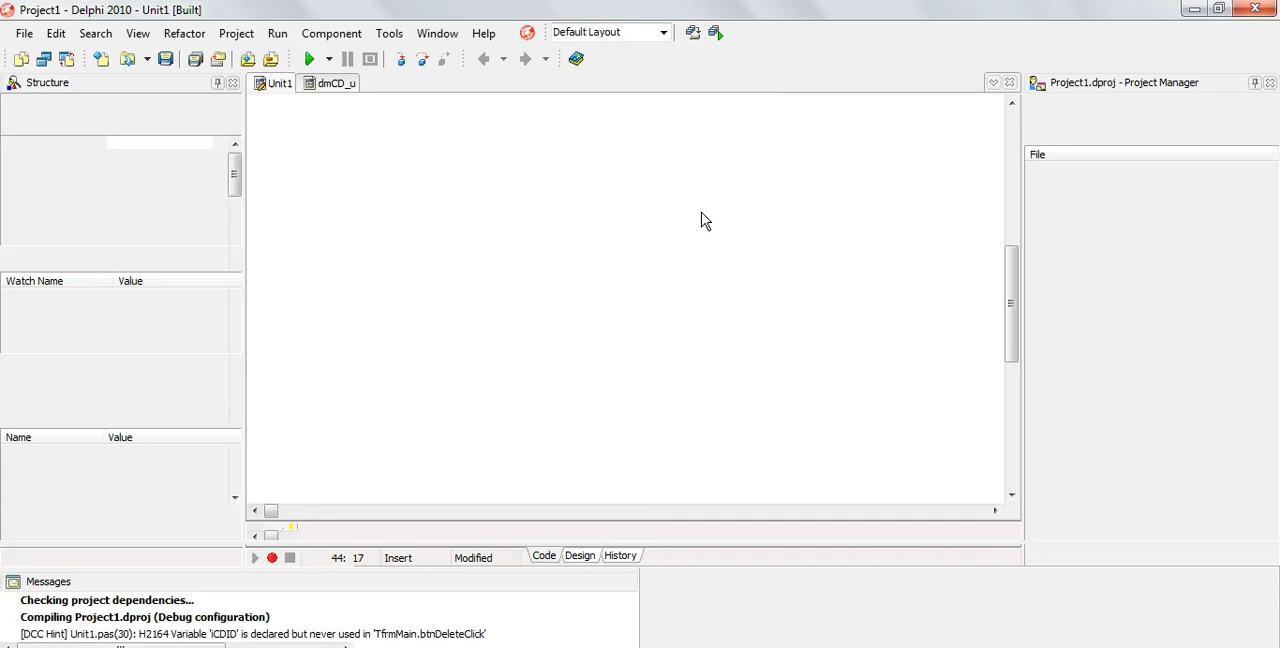 Project1 - Delphi 2010 - Unit1 [Built]
File Edit Search View Refactor Project Run Component Tools Window Help Default Layout
Structure Unit1 dmCD_u Project1.dproj - Project Manager
File
Watch Name Value
Name Value
44: 17 Insert Modified Code Design History
Messages
Checking project dependencies...
Compiling Project1.dproj (Debug configuration)
[DCC Hint] Unit1.pas(30): H2164 Variable 'iCDID' is declared but never used in 'TfrmMain.btnDeleteClick'